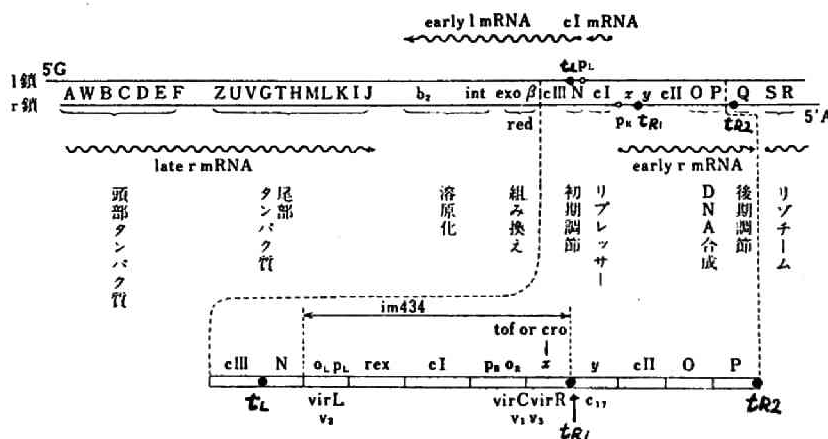 early l mRNA cI mRNA
5'G tLpL
l鎖
AWBCDEF ZUVGTHMLKIJ b2 int exo β cIII N cI x y cII O P Q S R
r鎖 5'A
red pR tR1 tR2
late r mRNA early r mRNA
頭部タンパク質
尾部タンパク質
溶原化
組み換え
初期調節
リプレッサー
DNA合成
後期調節
リゾチーム
im434
tof or cro
cIII N oL pL rex cI pR oR x y cII O P
tL virL virC virR c17 tR2
v2 v1 v3 tR1